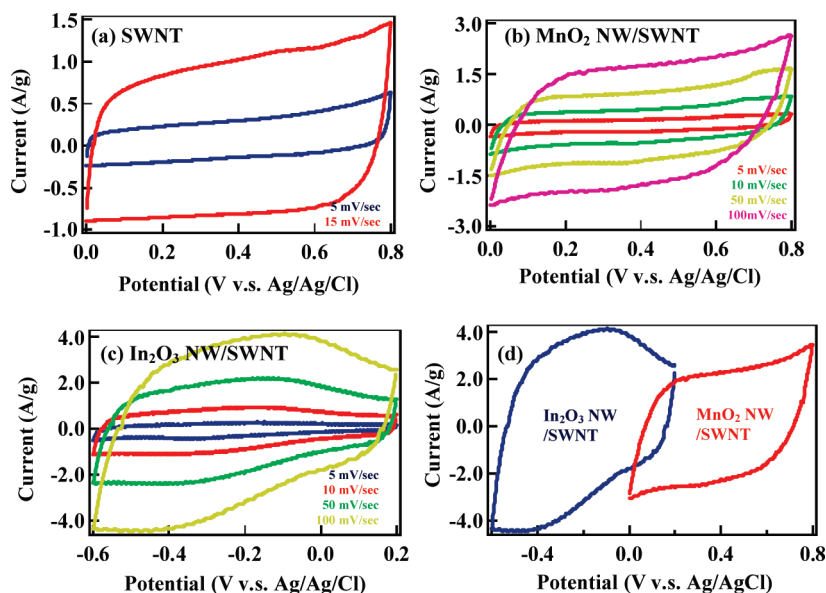 (a) SWNT
1.5
1.0
0.5
0.0
-0.5
-1.0
Current (A/g)
5 mV/sec
15 mV/sec
0.0 0.2 0.4 0.6 0.8
Potential (V v.s. Ag/Ag/Cl)
(b) MnO₂ NW/SWNT
3.0
1.5
0.0
-1.5
-3.0
Current (A/g)
5 mV/sec
10 mV/sec
50 mV/sec
100mV/sec
0.0 0.2 0.4 0.6 0.8
Potential (V v.s. Ag/Ag/Cl)
(c) In₂O₃ NW/SWNT
4.0
2.0
0.0
-2.0
-4.0
Current (A/g)
5 mV/sec
10 mV/sec
50 mV/sec
100 mV/sec
-0.6 -0.4 -0.2 0.0 0.2
Potential (V v.s. Ag/Ag/Cl)
(d)
4.0
2.0
0.0
-2.0
-4.0
Current (A/g)
In₂O₃ NW
/SWNT
MnO₂ NW
/SWNT
-0.4 0.0 0.4 0.8
Potential (V v.s. Ag/AgCl)